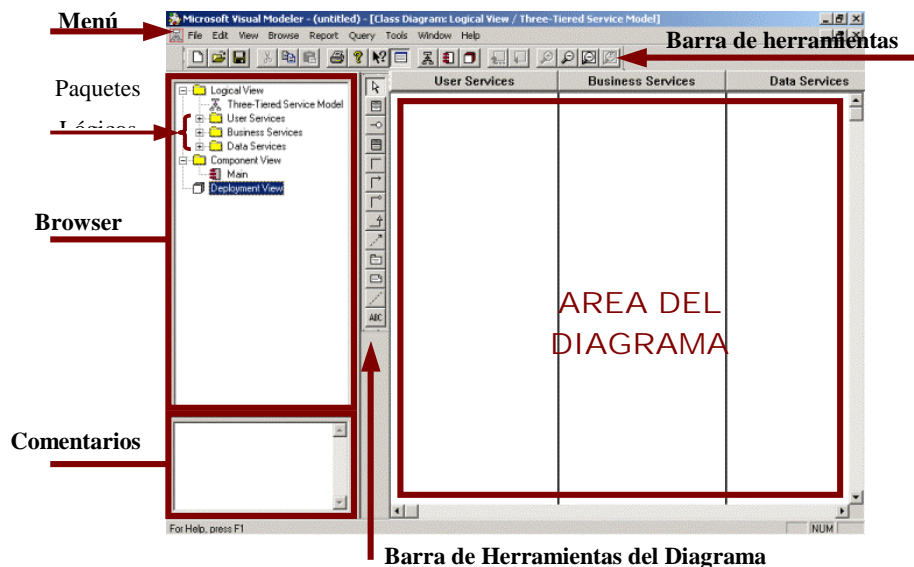 Microsoft Visual Modeler - (untitled) - [Class Diagram: Logical View / Three-Tiered Service Model]
Menú
File Edit View Browse Report Query Tools Window Help
Barra de herramientas
User Services Business Services Data Services
Paquetes
Lógicos
Logical View
Three-Tiered Service Model
User Services
Business Services
Data Services
Component View
Main
Deployment View
Browser
ABC
AREA DEL
DIAGRAMA
Comentarios
For Help, press F1
NUM
Barra de Herramientas del Diagrama